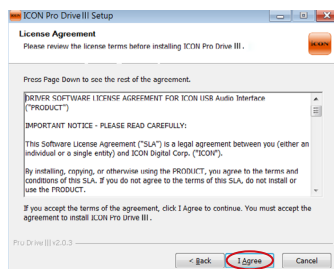 ICON Pro Drive III Setup
License Agreement
Please review the license terms before installing ICON Pro Drive III.
ICON
Press Page Down to see the rest of the agreement.
DRIVER SOFTWARE LICENSE AGREEMENT FOR ICON USB Audio Interface
("PRODUCT")
IMPORTANT NOTICE - PLEASE READ CAREFULLY:
This Software License Agreement ("SLA") is a legal agreement between you (either an
individual or a single entity) and ICON Digital Corp. ("ICON").
By installing, copying, or otherwise using the PRODUCT, you agree to the terms and
conditions of this SLA. If you do not agree to the terms of this SLA, do not install or
use the PRODUCT.
If you accept the terms of the agreement, click I Agree to continue. You must accept the
agreement to install ICON Pro Drive III.
Pro Drive III v2.0.3
< Back
I Agree
Cancel